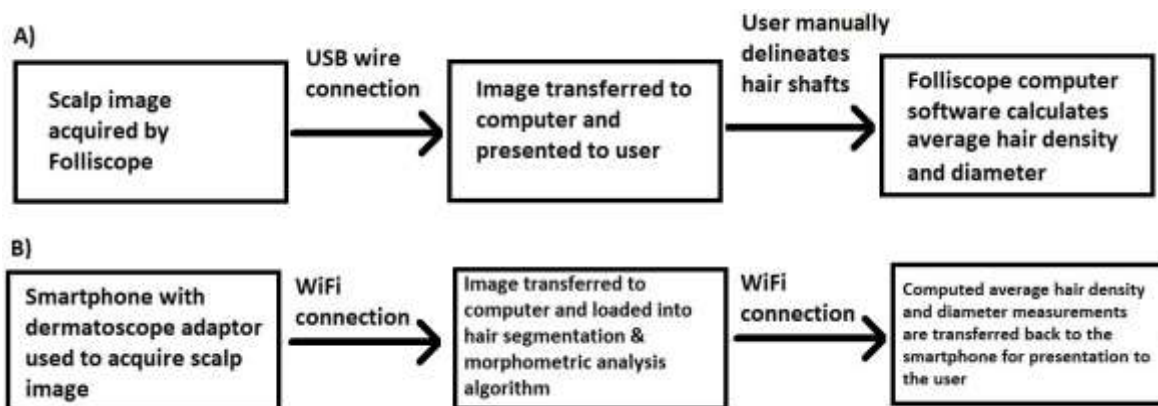 A)
Scalp image
acquired by
Folliscope
USB wire
connection
Image transferred to
computer and
presented to user
User manually
delineates
hair shafts
Folliscope computer
software calculates
average hair density
and diameter
B)
Smartphone with
dermatoscope adaptor
used to acquire scalp
image
WiFi
connection
Image transferred to
computer and loaded into
hair segmentation &
morphometric analysis
algorithm
WiFi
connection
Computed average hair density
and diameter measurements
are transferred back to the
smartphone for presentation to
the user